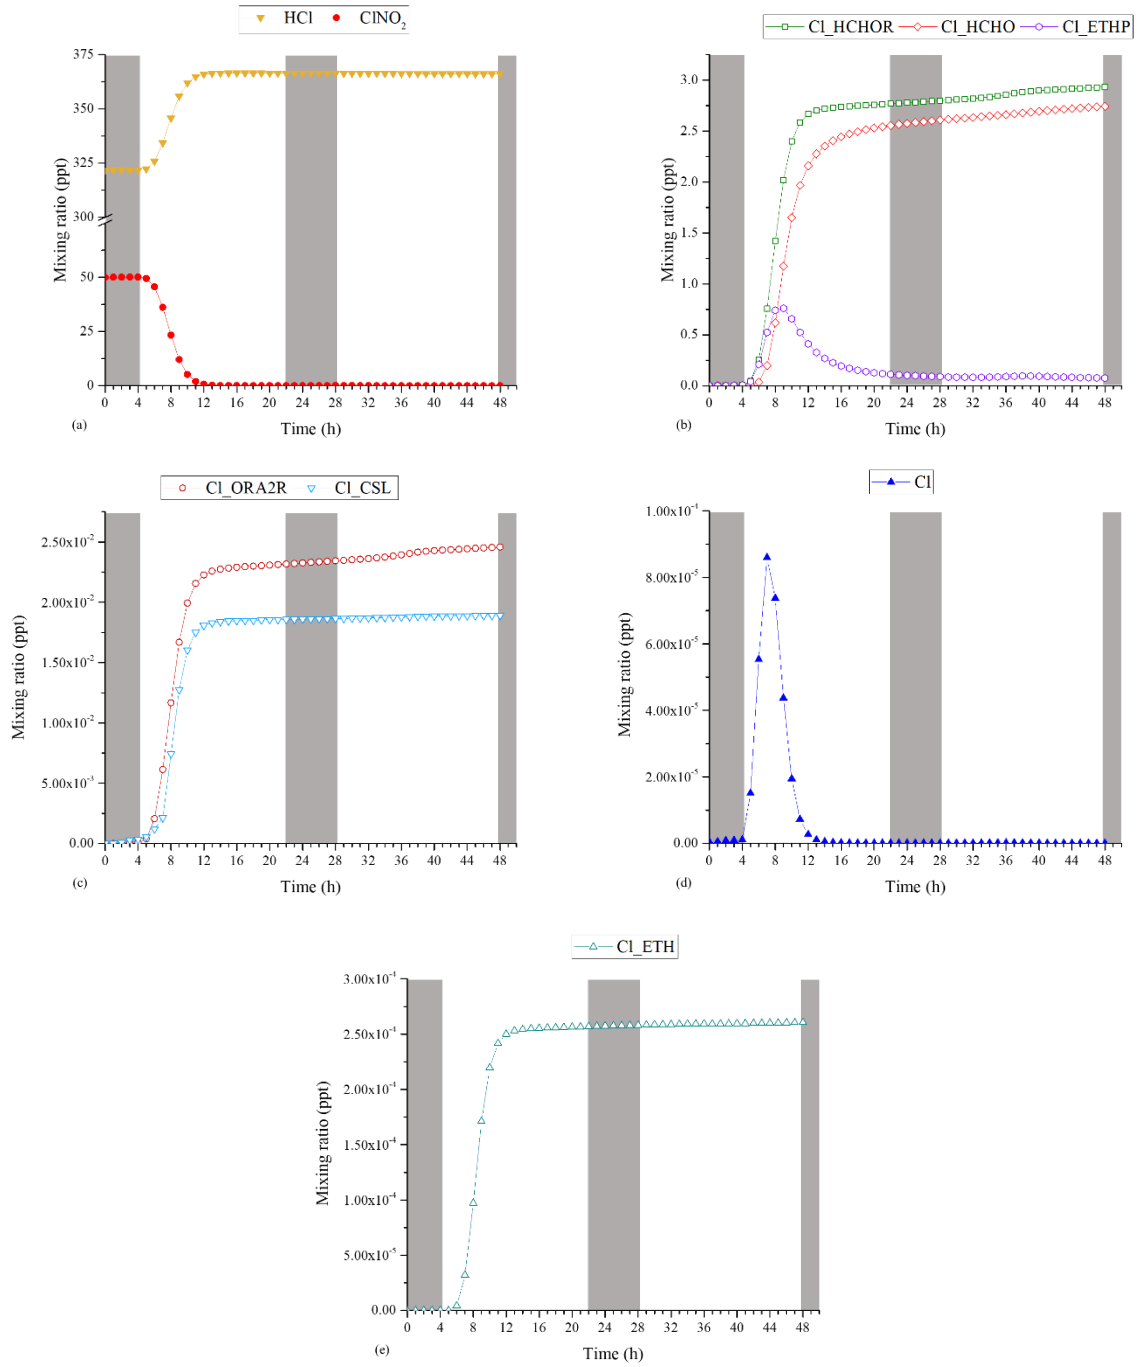 HCl ClNO2
375
350
325
300
50
25
0
Mixing ratio (ppt)
0 4 8 12 16 20 24 28 32 36 40 44 48
Time (h)
(a)
Cl_HCHOR Cl_HCHO Cl_ETHP
3.0
2.5
2.0
1.5
1.0
0.5
0.0
Mixing ratio (ppt)
0 4 8 12 16 20 24 28 32 36 40 44 48
Time (h)
(b)
Cl_ORA2R Cl_CSL
2.50x10-2
2.00x10-2
1.50x10-2
1.00x10-2
5.00x10-3
0.00
Mixing ratio (ppt)
0 4 8 12 16 20 24 28 32 36 40 44 48
Time (h)
(c)
Cl
1.00x10-4
8.00x10-5
6.00x10-5
4.00x10-5
2.00x10-5
0.00
Mixing ratio (ppt)
0 4 8 12 16 20 24 28 32 36 40 44 48
Time (h)
(d)
Cl_ETH
3.00x10-4
2.50x10-4
2.00x10-4
1.50x10-4
1.00x10-4
5.00x10-5
0.00
Mixing ratio (ppt)
0 4 8 12 16 20 24 28 32 36 40 44 48
Time (h)
(e)